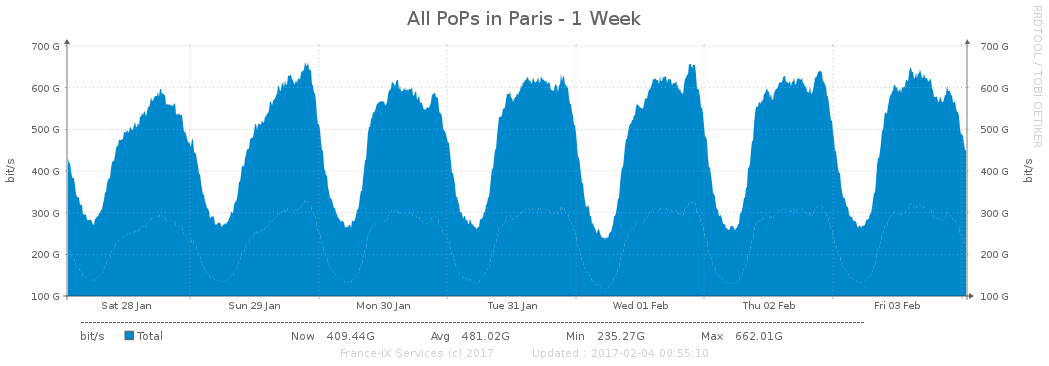 All PoPs in Paris - 1 Week
RRDTOOL / TOBI OETIKER
700 G 700 G
600 G 600 G
500 G 500 G
400 G 400 G
300 G 300 G
200 G 200 G
100 G 100 G
bit/s
bit/s
Sat 28 Jan Sun 29 Jan Mon 30 Jan Tue 31 Jan Wed 01 Feb Thu 02 Feb Fri 03 Feb
bit/s Total Now 409.44G Avg 481.02G Min 235.27G Max 662.01G
France-IX Services (c) 2017 Updated : 2017-02-04 00:55:10